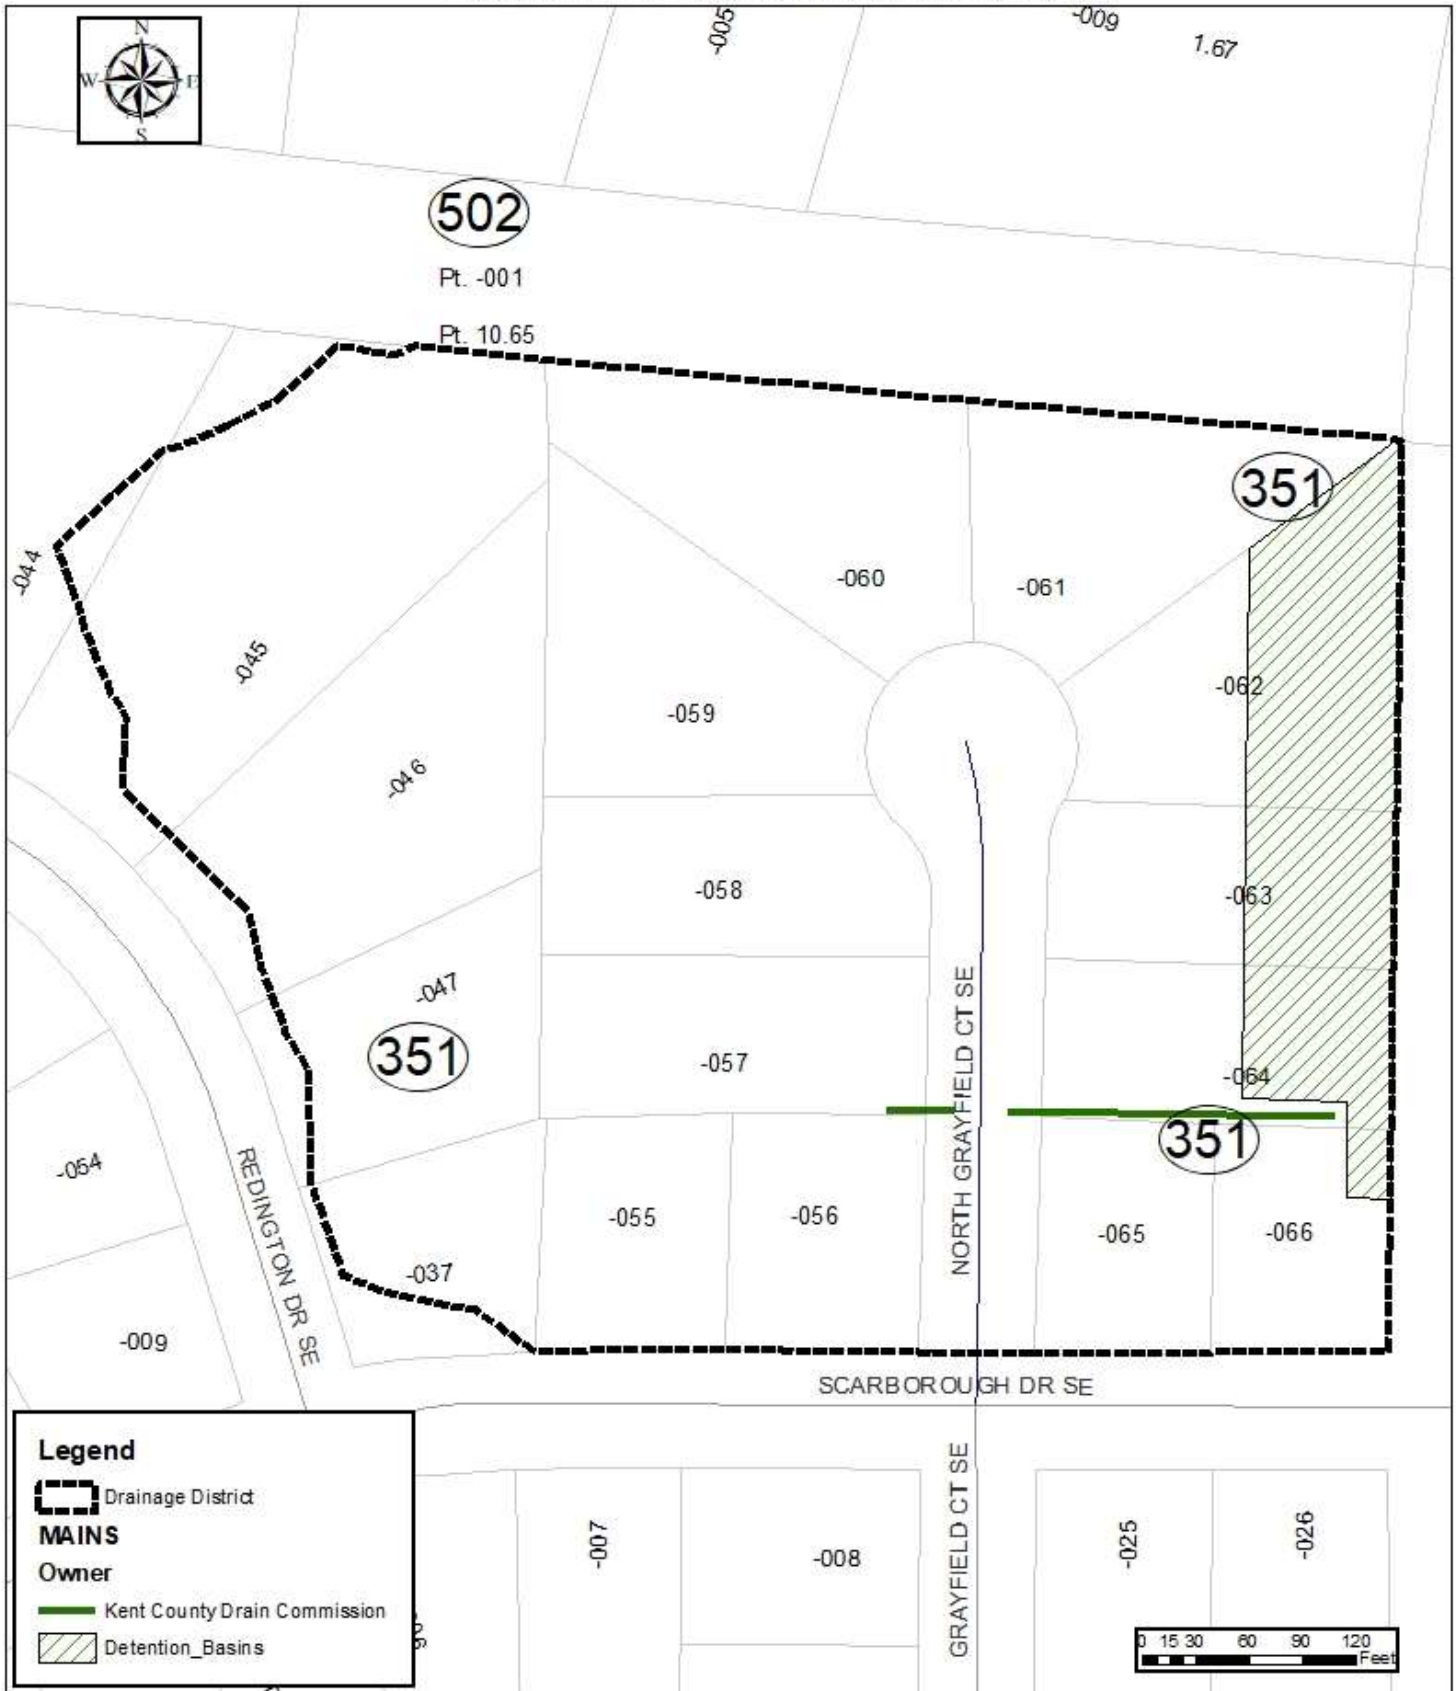 -005
-009
1.67
N
W
E
S
502
Pt. -001
Pt. 10.65
351
-044
-060
-061
-045
-062
-059
-046
-058
-063
-047
351
-057
-064
NORTH GRAYFIELD CT SE
351
-054
REDINGTON DR SE
-055
-056
-065
-066
-037
-009
SCARBOROUGH DR SE
GRAYFIELD CT SE
-007
-008
-025
-026
Legend
Drainage District
MAINS
Owner
Kent County Drain Commission
Detention_Basins
0 15 30 60 90 120
Feet